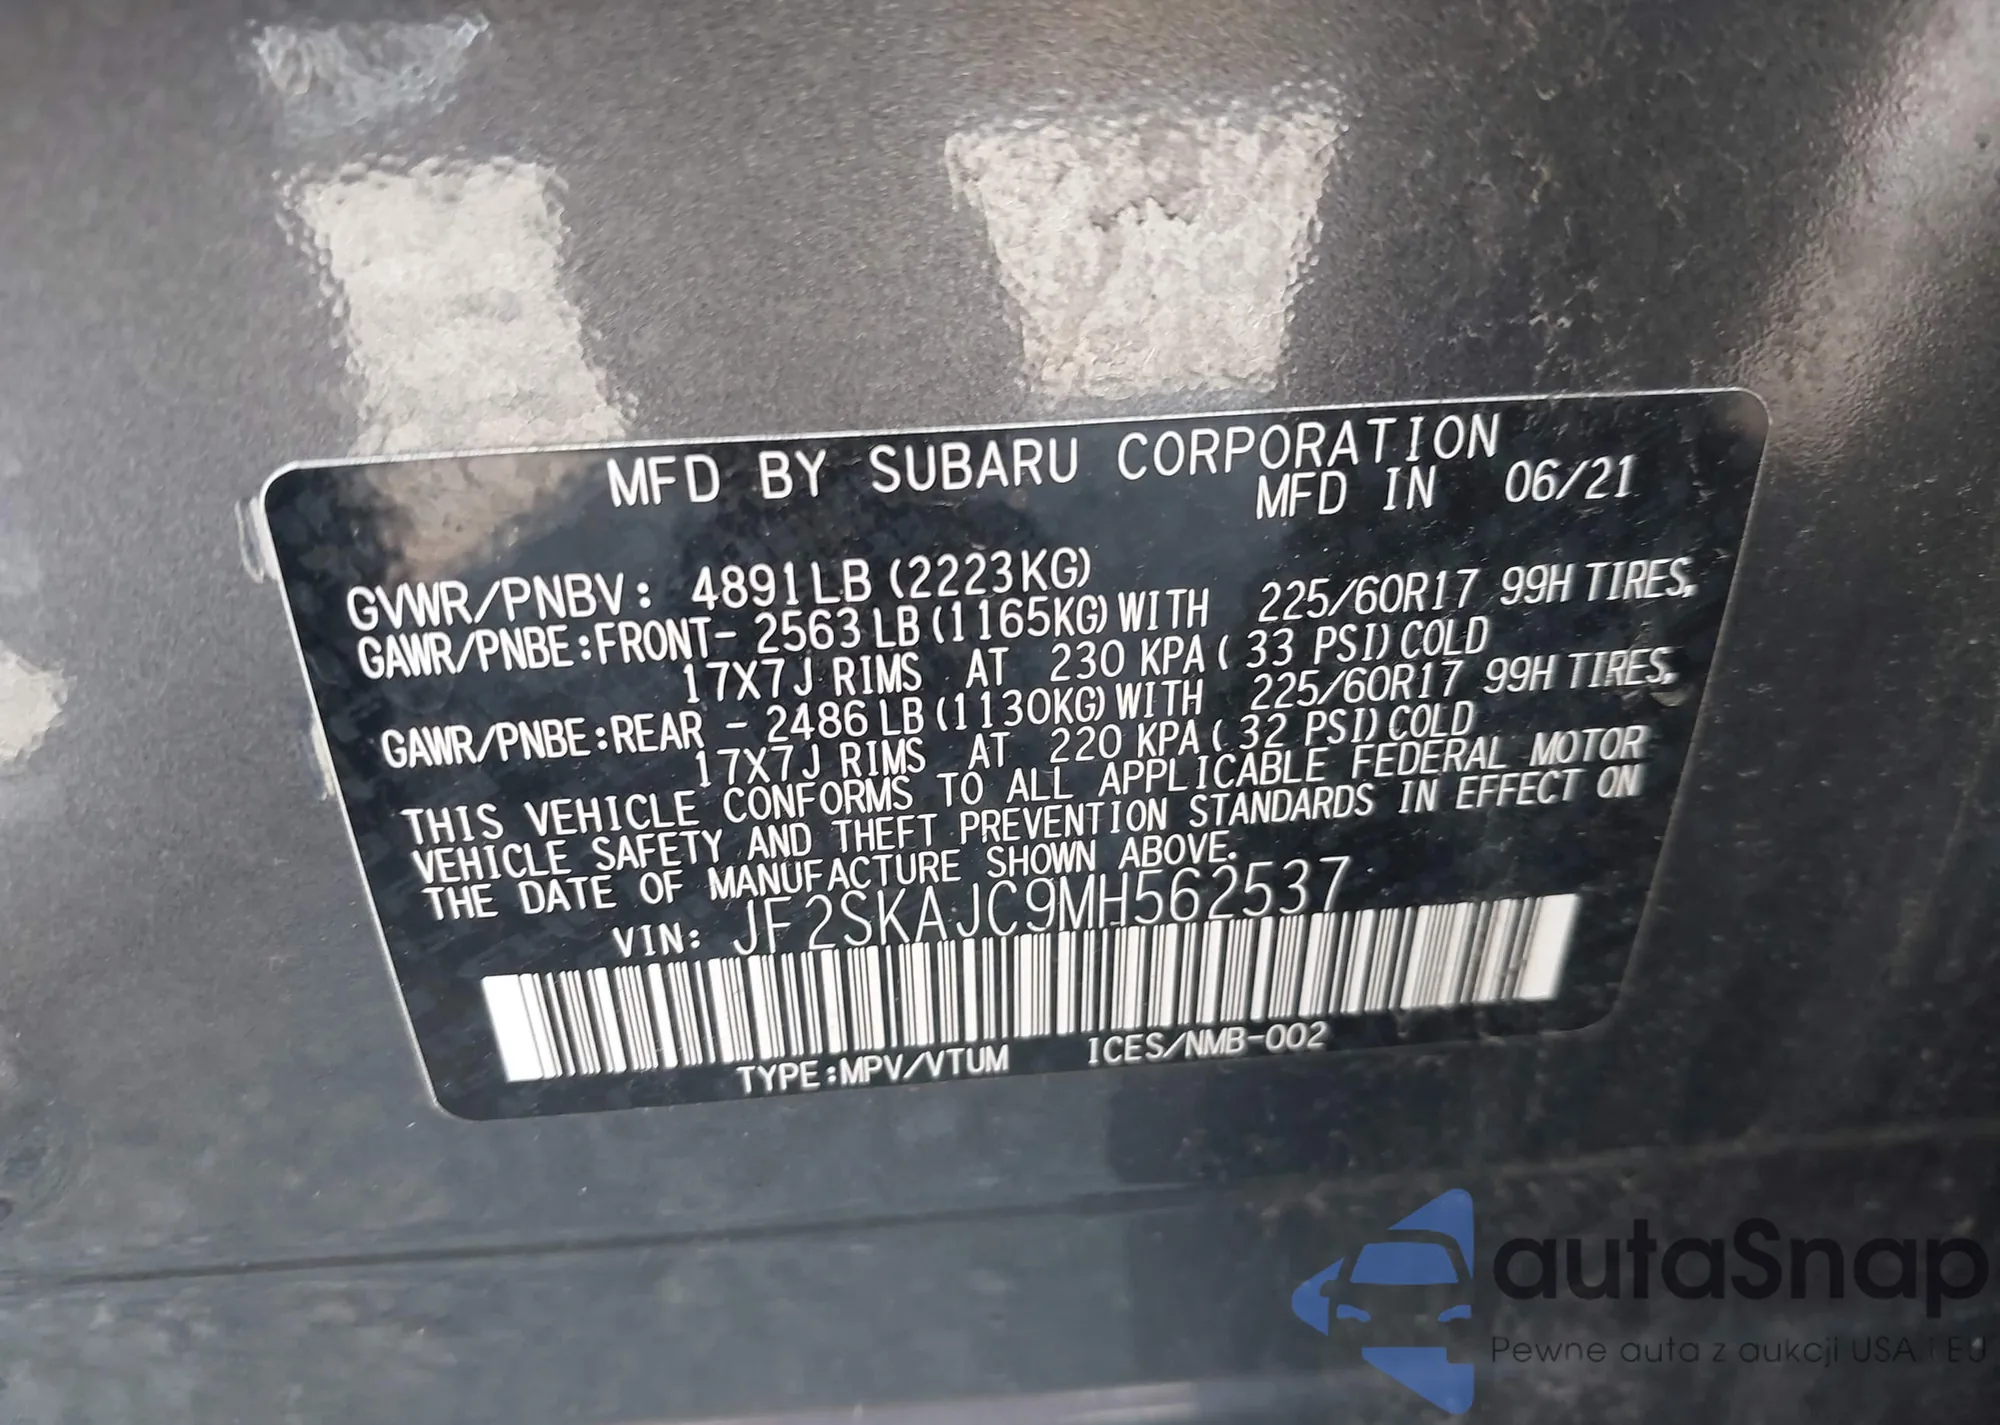 MFD BY SUBARU CORPORATION
MFD IN 06/21
GVWR/PNBV: 4891LB (2223KG)
GAWR/PNBE:FRONT- 2563LB(1165KG)WITH 225/60R17 99H TIRES,
17X7J RIMS AT 230 KPA( 33 PSI)COLD
GAWR/PNBE:REAR - 2486LB(1130KG)WITH 225/60R17 99H TIRES,
17X7J RIMS AT 220 KPA( 32 PSI)COLD
THIS VEHICLE CONFORMS TO ALL APPLICABLE FEDERAL MOTOR
VEHICLE SAFETY AND THEFT PREVENTION STANDARDS IN EFFECT ON
THE DATE OF MANUFACTURE SHOWN ABOVE.
VIN: JF2SKAJC9MH562537
TYPE:MPV/VTUM ICES/NMB-002
autaSnap
Pewne auta z aukcji USA i EU